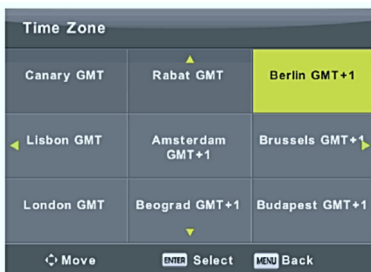 Time Zone
Canary GMT
Rabat GMT
Berlin GMT+1
Lisbon GMT
Amsterdam
GMT+1
Brussels GMT+1
London GMT
Beograd GMT+1
Budapest GMT+1
Move
ENTER Select
MENU Back